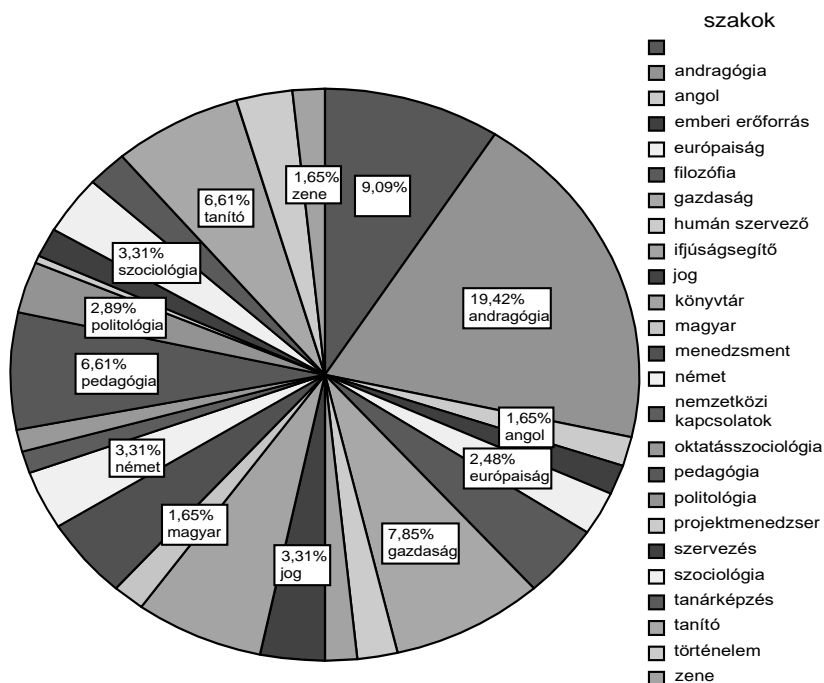 szakok
andragógia
angol
emberi erőforrás
európaiság
filozófia
gazdaság
humán szervező
ifjúságsegítő
jog
könyvtár
magyar
menedzsment
német
nemzetközi
kapcsolatok
oktatásszociológia
pedagógia
politológia
projektmenedzser
szervezés
szociológia
tanárképzés
tanító
történelem
zene
9,09%
19,42%
andragógia
1,65%
angol
2,48%
európaiság
7,85%
gazdaság
3,31%
jog
1,65%
magyar
3,31%
német
6,61%
pedagógia
2,89%
politológia
3,31%
szociológia
6,61%
tanító
1,65%
zene